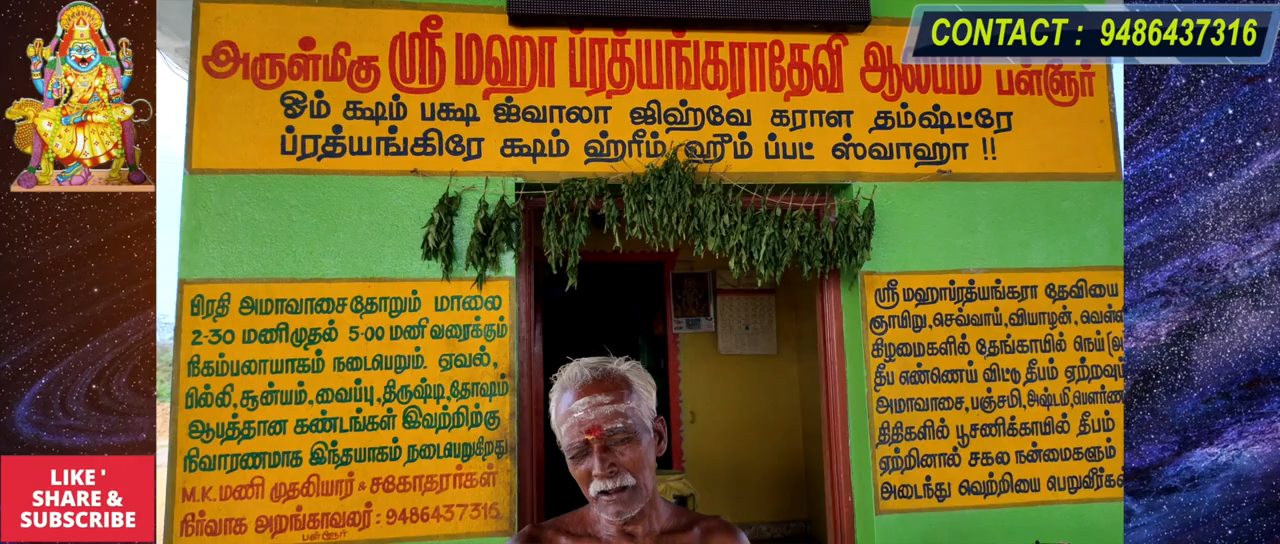 CONTACT : 9486437316
அருள்மிகு ஸ்ரீ மஹா ப்ரத்யங்கராதேவி ஆலயம் பள்ளூர்
ஓம் க்ஷம் பக்ஷ ஜ்வாலா ஜிஹ்வே கராள தம்ஷ்ட்ரே
ப்ரத்யங்கிரே க்ஷம் ஹ்ரீம் ஹூம் ப்பட் ஸ்வாஹா !!
பிரதி அமாவாசைதோறும் மாலை
2-30 மணிமுதல் 5-00 மணி வரைக்கும்
நிகம்பலாயாகம் நடைபெறும். ஏவல்,
பில்லி,சூன்யம்,வைப்பு,திருஷ்டி,தோஷம்
ஆபத்தான கண்டங்கள் இவற்றிற்கு
நிவாரணமாக இந்தயாகம் நடைபெறுகிறது
M.K.மணி முதலியார் & சகோதரர்கள்
நிர்வாக அறங்காவலர் : 9486437316
பள்ளூர்
ஸ்ரீ மஹாப்ரத்யங்கரா தேவியை
ஞாயிறு,செவ்வாய்,வியாழன்,வெள்
கிழமைகளில் தேங்காயில் நெய்
தீப எண்ணெய் விட்டு தீபம் ஏற்றவு
அமாவாசை,பஞ்சமி,அஷ்டமி,பௌர்ண
திதிகளில் பூசணிக்காயில் தீபம்
ஏற்றினால் சகல நன்மைகளும்
அடைந்து வெற்றியை பெறுவீர்க
LIKE '
SHARE &
SUBSCRIBE